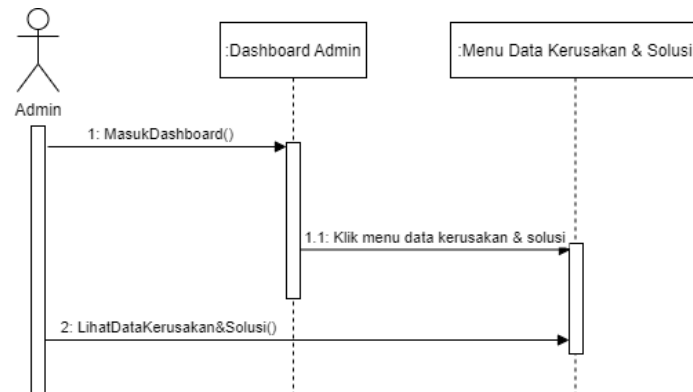 :Dashboard Admin
:Menu Data Kerusakan & Solusi
Admin
1: MasukDashboard()
1.1: Klik menu data kerusakan & solusi
2: LihatDataKerusakan&Solusi()